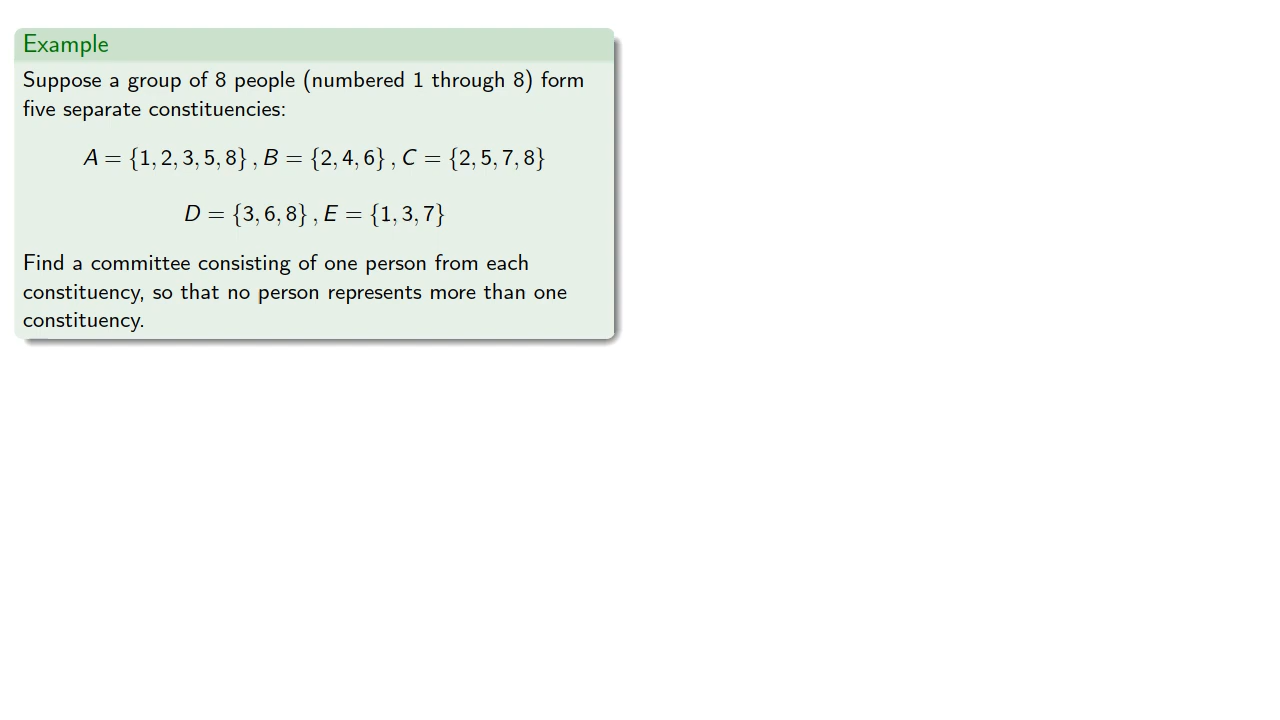 Example
Suppose a group of 8 people (numbered 1 through 8) form
five separate constituencies:
A = {1, 2, 3, 5, 8} , B = {2, 4, 6} , C = {2, 5, 7, 8}
D = {3, 6, 8} , E = {1, 3, 7}
Find a committee consisting of one person from each
constituency, so that no person represents more than one
constituency.